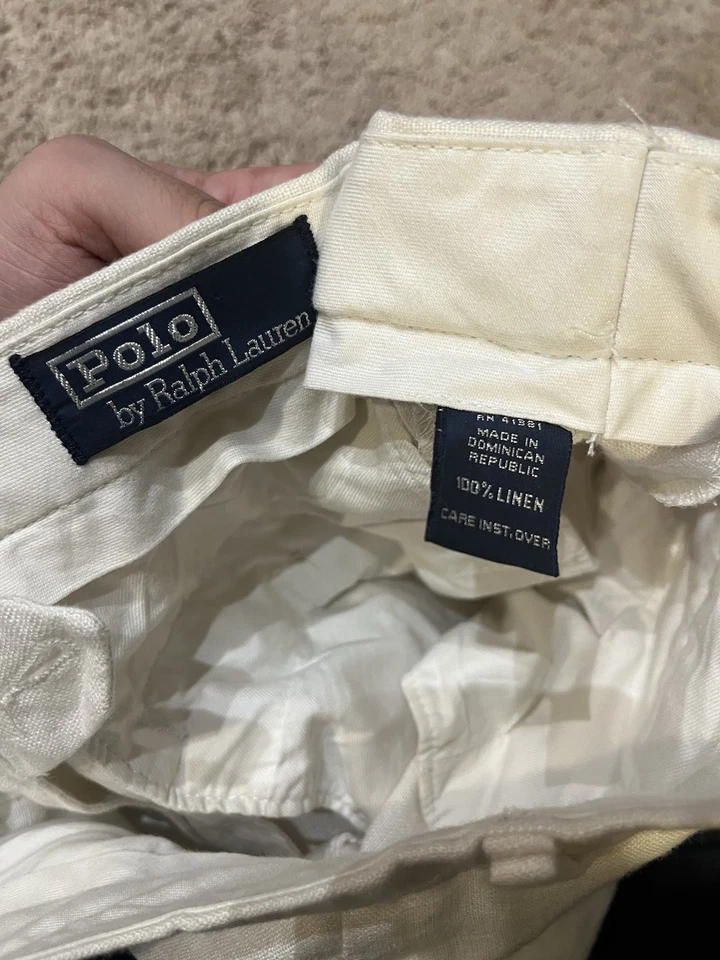 Polo
by Ralph Lauren
RN 41381
MADE IN
DOMINICAN
REPUBLIC
100% LINEN
CARE INST. OVER